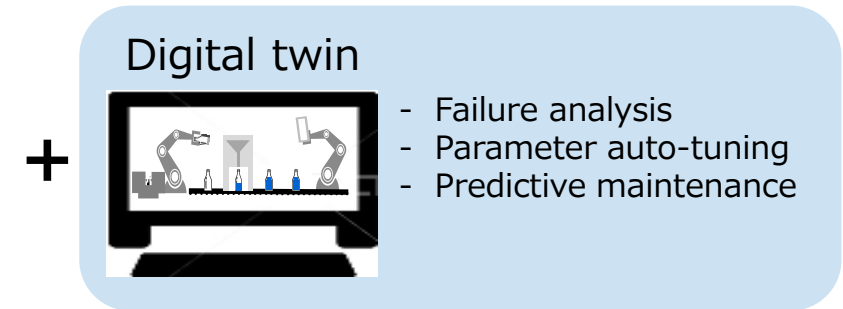 Digital twin
+
- Failure analysis
- Parameter auto-tuning
- Predictive maintenance